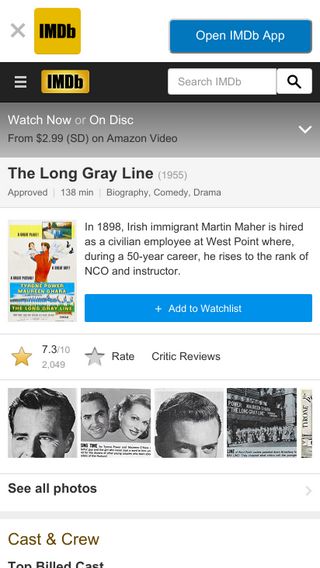 IMDb
Open IMDb App
IMDb
Search IMDb
Watch Now or On Disc
From $2.99 (SD) on Amazon Video
The Long Gray Line (1955)
Approved | 138 min | Biography, Comedy, Drama
In 1898, Irish immigrant Martin Maher is hired
as a civilian employee at West Point where,
during a 50-year career, he rises to the rank of
NCO and instructor.
TYRONE POWER
MAUREEN O'HARA
THE LONG GRAY LINE
+ Add to Watchlist
7.3/10
2,049
Rate
Critic Reviews
See all photos
Cast & Crew
Top Billed Cast